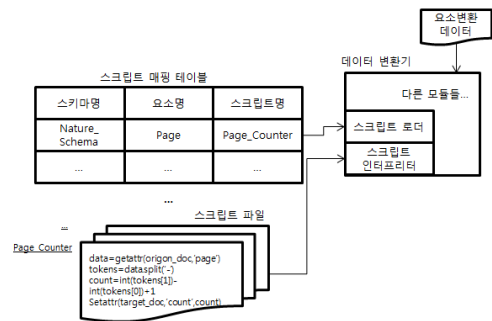 요소변환
데이터
데이터 변환기
다른 모듈들...
스크립트 로더
스크립트
인터프리터
스크립트 매핑 테이블
스키마명 요소명 스크립트명
Nature_
Schema Page Page_Counter
... ... ...
...
스크립트 파일
...
Page Counter
data=getattr(origon_doc,'page')
tokens=data.split('-')
count=int(tokens[1])-
int(tokens[0])+1
Setattr(target_doc,'count',count)